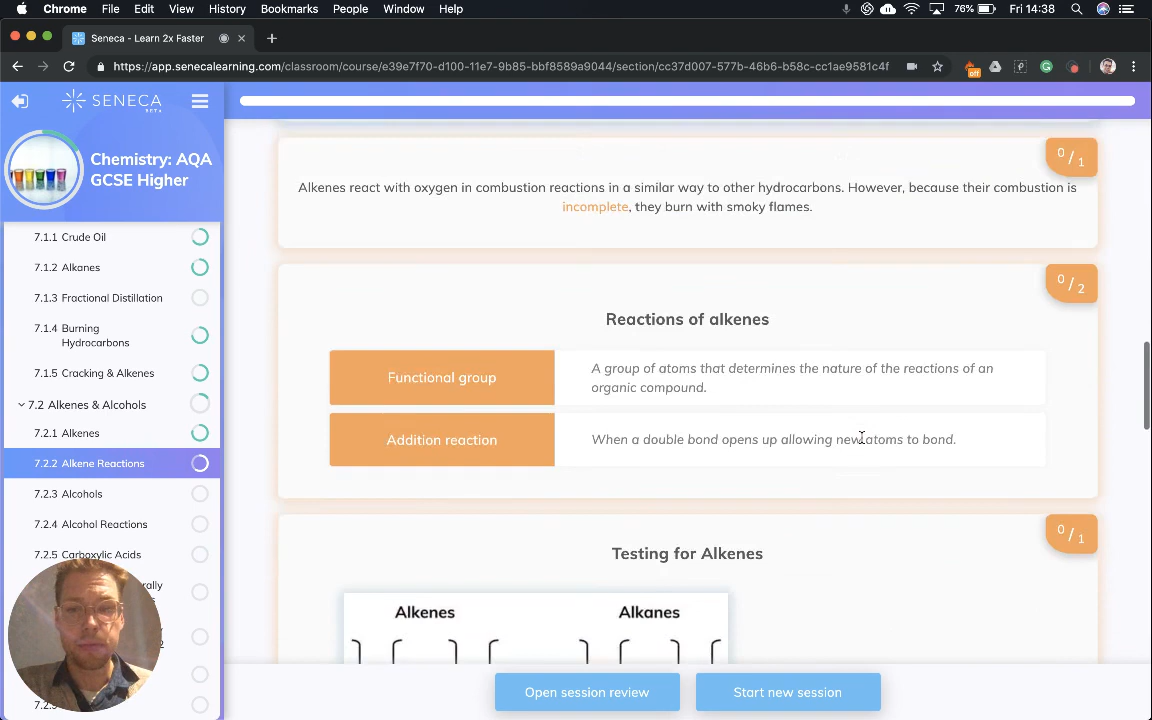 Chrome File Edit View History Bookmarks People Window Help 76% Fri 14:38
Seneca - Learn 2x Faster
https://app.senecalearning.com/classroom/course/e39e7f70-d100-11e7-9b85-bbf8589a9044/section/cc37d007-577b-46b6-b58c-cc1ae9581c4f
off
SENECA
BETA
Chemistry: AQA
GCSE Higher
7.1.1 Crude Oil
7.1.2 Alkanes
7.1.3 Fractional Distillation
7.1.4 Burning
Hydrocarbons
7.1.5 Cracking & Alkenes
7.2 Alkenes & Alcohols
7.2.1 Alkenes
7.2.2 Alkene Reactions
7.2.3 Alcohols
7.2.4 Alcohol Reactions
7.2.5 Carboxylic Acids
0/1
Alkenes react with oxygen in combustion reactions in a similar way to other hydrocarbons. However, because their combustion is
incomplete, they burn with smoky flames.
0/2
Reactions of alkenes
Functional group
A group of atoms that determines the nature of the reactions of an
organic compound.
Addition reaction
When a double bond opens up allowing new atoms to bond.
0/1
Testing for Alkenes
Alkenes Alkanes
Open session review
Start new session